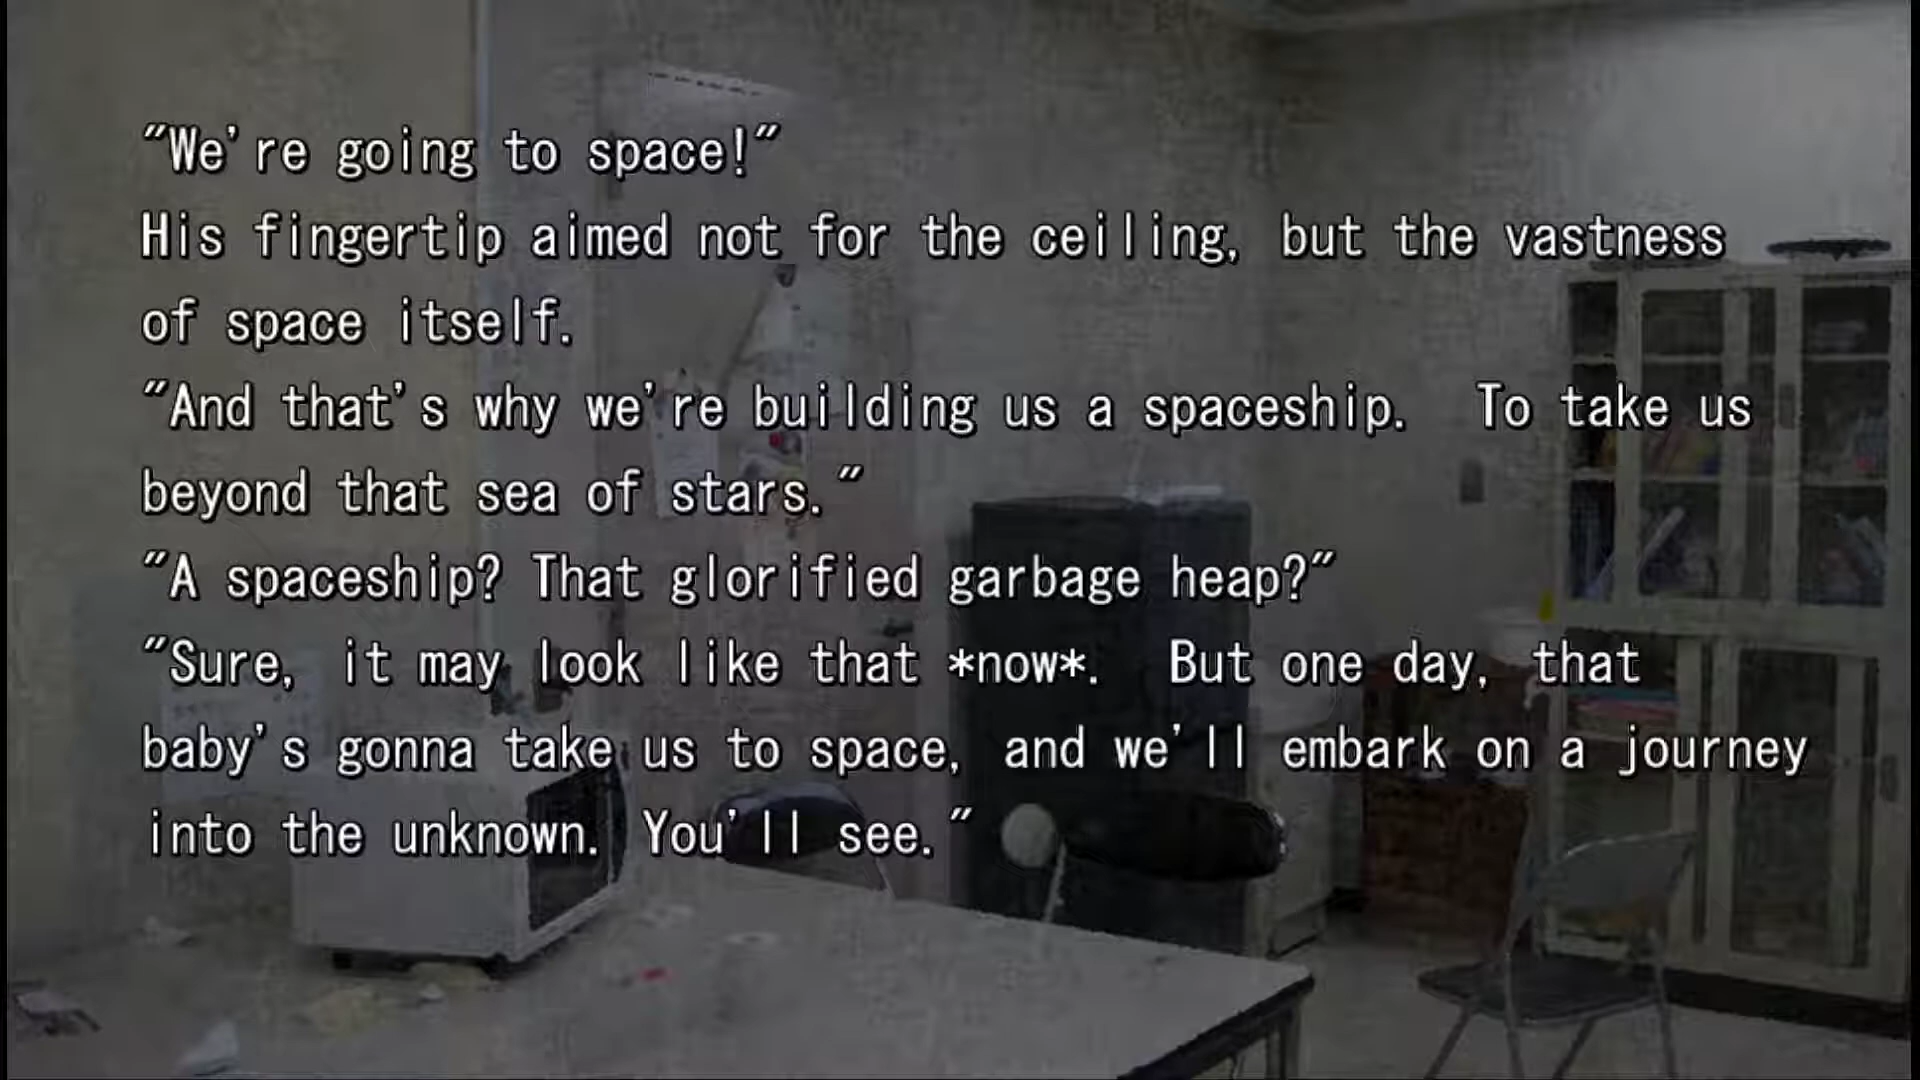 "We're going to space!"
His fingertip aimed not for the ceiling, but the vastness
of space itself.
"And that's why we're building us a spaceship.  To take us
beyond that sea of stars."
"A spaceship? That glorified garbage heap?"
"Sure, it may look like that *now*.  But one day, that
baby's gonna take us to space, and we'll embark on a journey
into the unknown. You'll see."